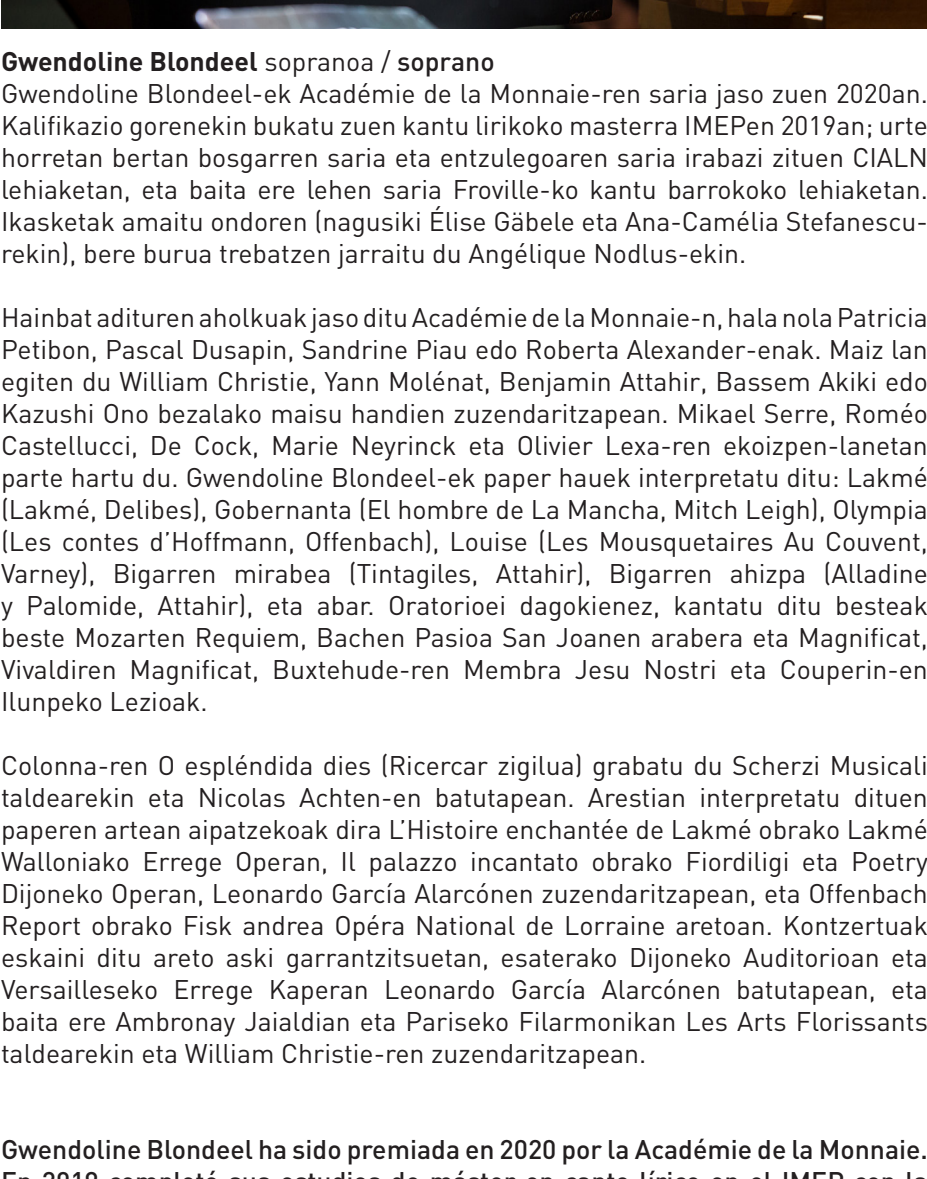 Gwendoline Blondeel sopranoa / soprano
Gwendoline Blondeel-ek Académie de la Monnaie-ren saria jaso zuen 2020an.
Kalifikazio gorenekin bukatu zuen kantu lirikoko masterra IMEPen 2019an; urte
horretan bertan bosgarren saria eta entzulegoaren saria irabazi zituen CIALN
lehiaketan, eta baita ere lehen saria Froville-ko kantu barrokoko lehiaketan.
Ikasketak amaitu ondoren (nagusiki Élise Gäbele eta Ana-Camélia Stefanescu-
rekin), bere burua trebatzen jarraitu du Angélique Nodlus-ekin.
Hainbat adituren aholkuak jaso ditu Académie de la Monnaie-n, hala nola Patricia
Petibon, Pascal Dusapin, Sandrine Piau edo Roberta Alexander-enak. Maiz lan
egiten du William Christie, Yann Molénat, Benjamin Attahir, Bassem Akiki edo
Kazushi Ono bezalako maisu handien zuzendaritzapean. Mikael Serre, Roméo
Castellucci, De Cock, Marie Neyrinck eta Olivier Lexa-ren ekoizpen-lanetan
parte hartu du. Gwendoline Blondeel-ek paper hauek interpretatu ditu: Lakmé
(Lakmé, Delibes), Gobernanta (El hombre de La Mancha, Mitch Leigh), Olympia
(Les contes d’Hoffmann, Offenbach), Louise (Les Mousquetaires Au Couvent,
Varney), Bigarren mirabea (Tintagiles, Attahir), Bigarren ahizpa (Alladine
y Palomide, Attahir), eta abar. Oratorioei dagokienez, kantatu ditu besteak
beste Mozarten Requiem, Bachen Pasioa San Joanen arabera eta Magnificat,
Vivaldiren Magnificat, Buxtehude-ren Membra Jesu Nostri eta Couperin-en
Ilunpeko Lezioak.
Colonna-ren O espléndida dies (Ricercar zigilua) grabatu du Scherzi Musicali
taldearekin eta Nicolas Achten-en batutapean. Arestian interpretatu dituen
paperen artean aipatzekoak dira L’Histoire enchantée de Lakmé obrako Lakmé
Walloniako Errege Operan, Il palazzo incantato obrako Fiordiligi eta Poetry
Dijoneko Operan, Leonardo García Alarcónen zuzendaritzapean, eta Offenbach
Report obrako Fisk andrea Opéra National de Lorraine aretoan. Kontzertuak
eskaini ditu areto aski garrantzitsuetan, esaterako Dijoneko Auditorioan eta
Versailleseko Errege Kaperan Leonardo García Alarcónen batutapean, eta
baita ere Ambronay Jaialdian eta Pariseko Filarmonikan Les Arts Florissants
taldearekin eta William Christie-ren zuzendaritzapean.
Gwendoline Blondeel ha sido premiada en 2020 por la Académie de la Monnaie.
En 2019 completó sus estudios de máster en canto lírico en el IMEP con la